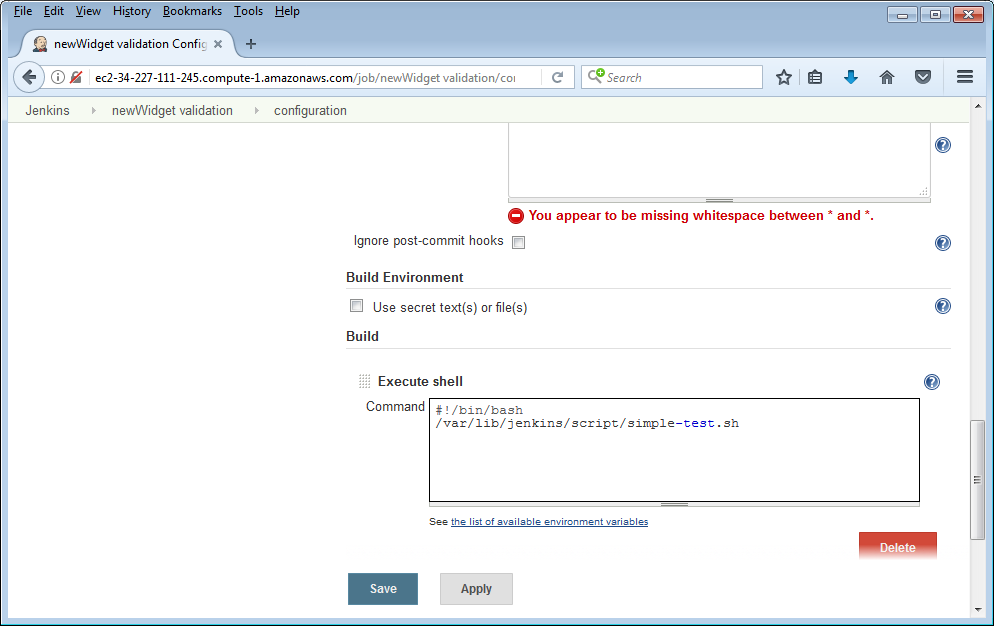 File Edit View History Bookmarks Tools Help
newWidget validation Config
ec2-34-227-111-245.compute-1.amazonaws.com/job/newWidget validation/co
Search
Jenkins newWidget validation configuration
You appear to be missing whitespace between * and *.
Ignore post-commit hooks
Build Environment
Use secret text(s) or file(s)
Build
Execute shell
Command
#!/bin/bash
/var/lib/jenkins/script/simple-test.sh
See the list of available environment variables
Delete
Save Apply